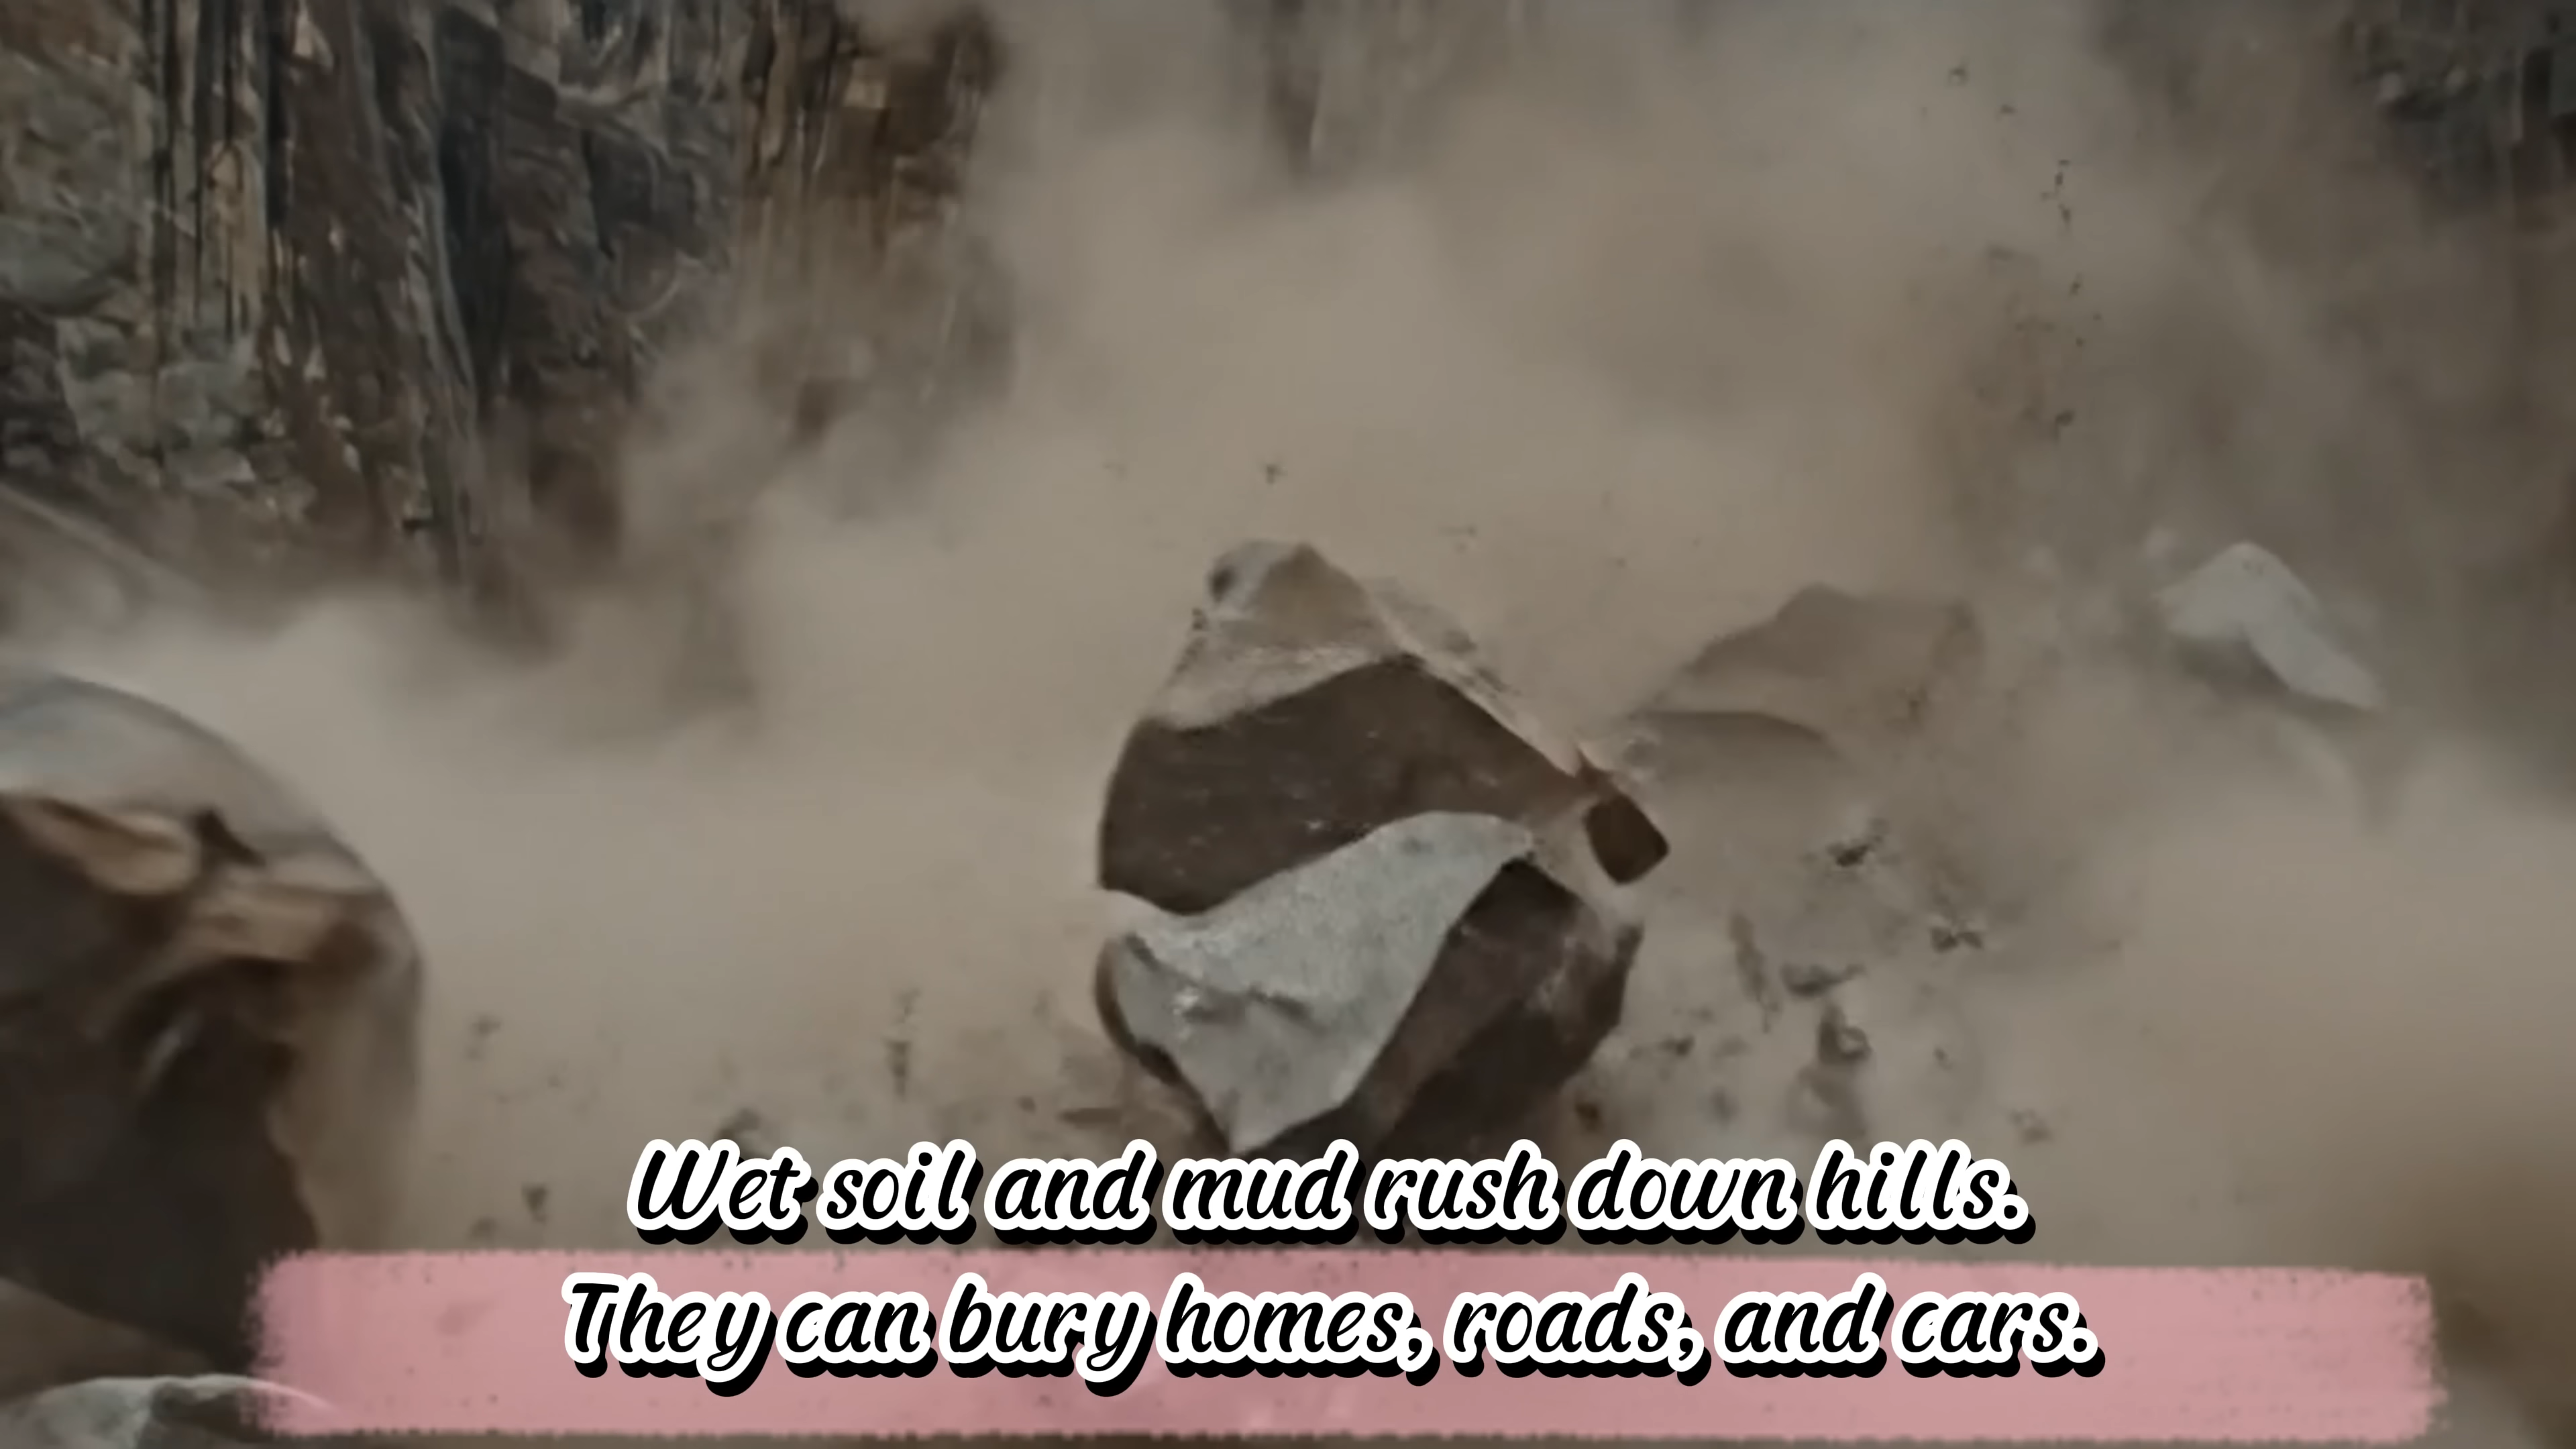 Wet soil and mud rush down hills.
They can bury homes, roads, and cars.